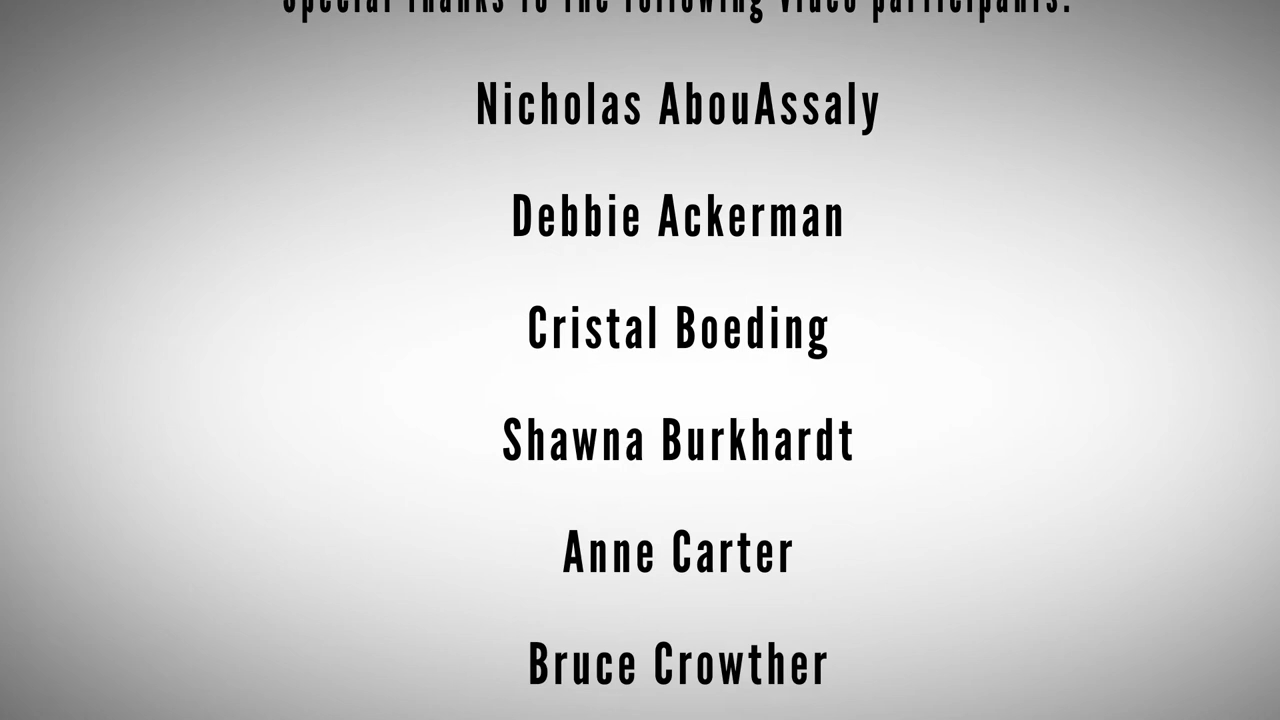 Special Thanks to the following video participants:
Nicholas AbouAssaly
Debbie Ackerman
Cristal Boeding
Shawna Burkhardt
Anne Carter
Bruce Crowther